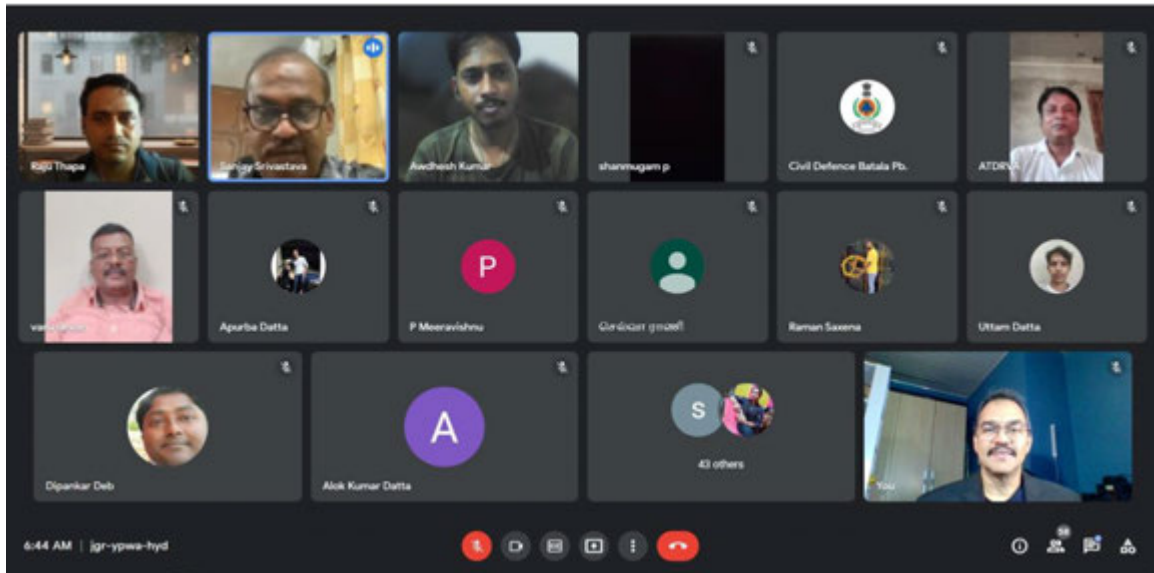 Raju Thapa
Sanjay Srivastava
Awdhesh Kumar
shanmugam p
Civil Defence Batala Pb.
ATDRVA
Apurba Datta
P
P Meeravishnu
செல்வா ராணி
Raman Saxena
Uttam Datta
Dipankar Deb
A
Alok Kumar Datta
S
43 others
You
6:44 AM | jgr-ypwa-hyd